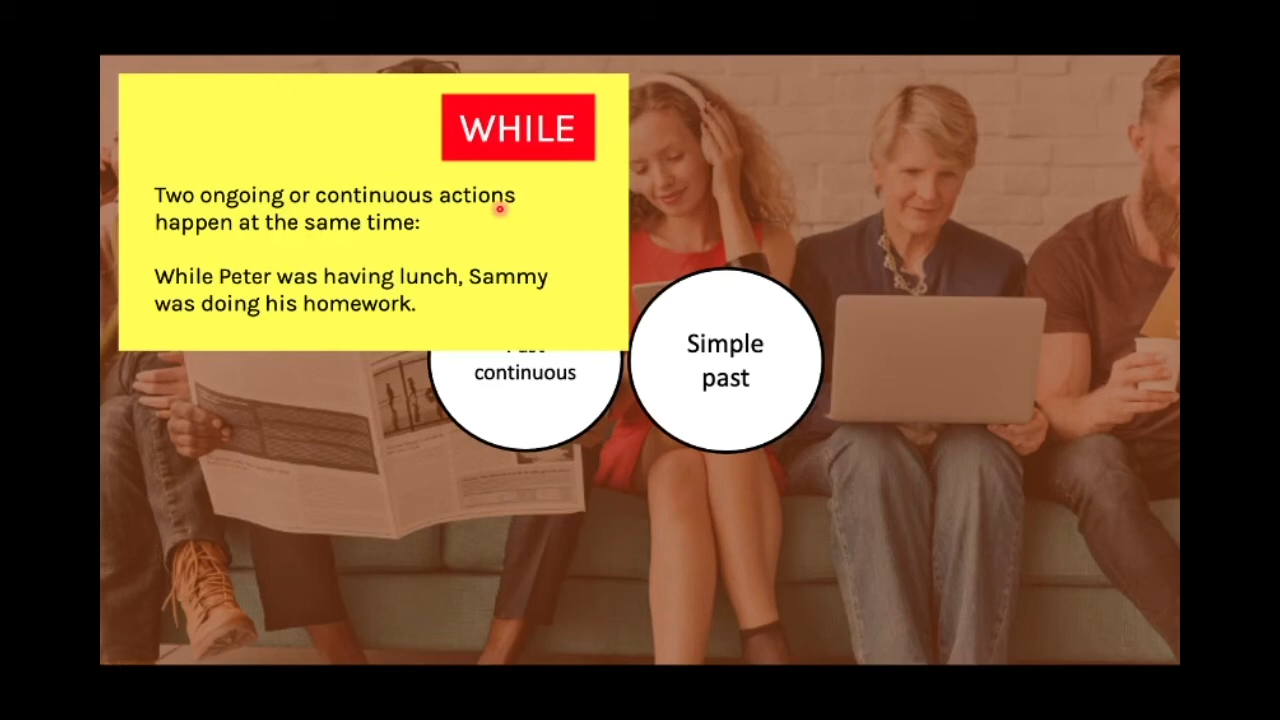 WHILE
Two ongoing or continuous actions
happen at the same time:
While Peter was having lunch, Sammy
was doing his homework.
continuous
Simple
past